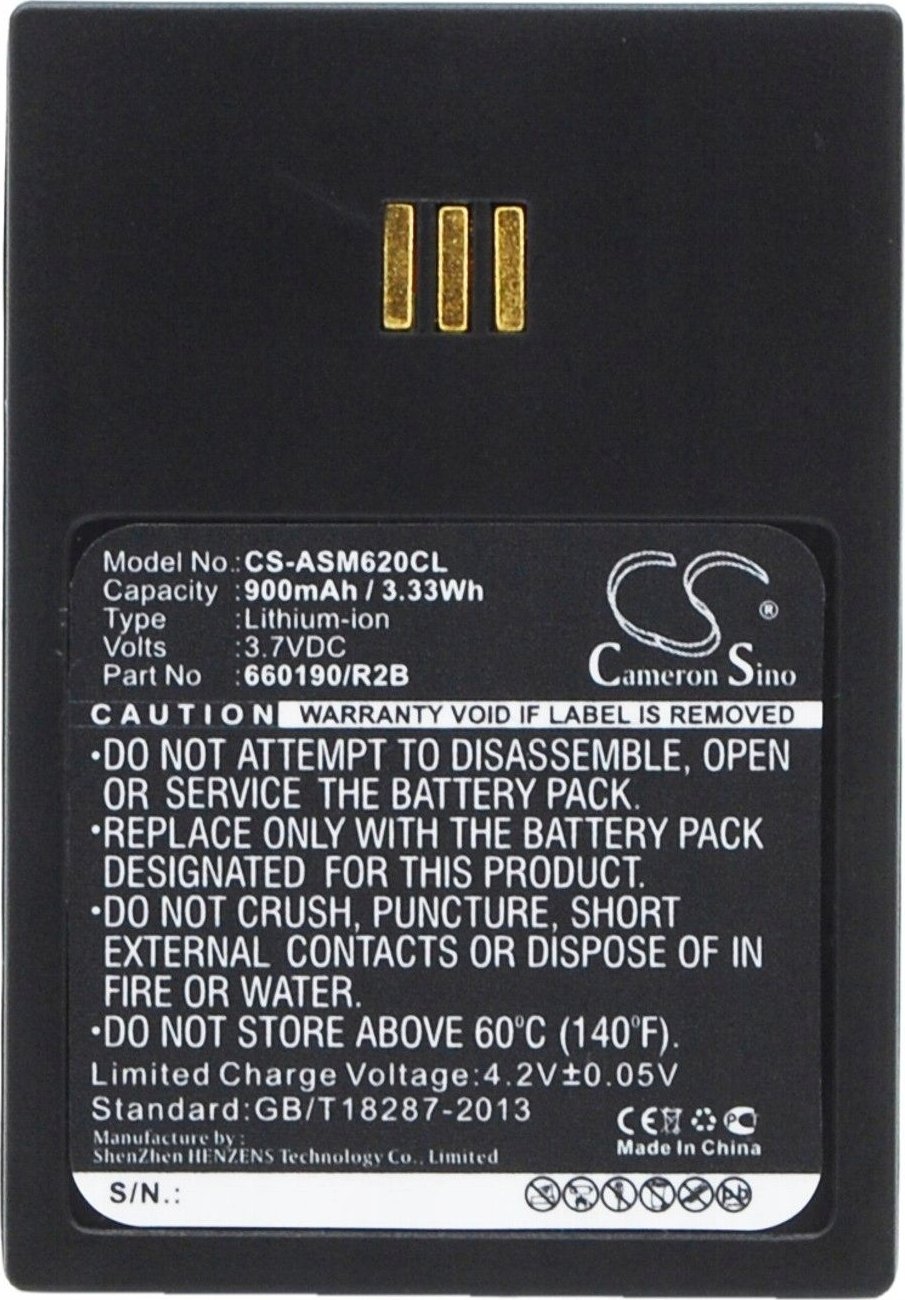 Model No.:CS-ASM620CL
Capacity :900mAh / 3.33Wh
Type :Lithium-ion
Volts :3.7VDC
Part No :660190/R2B
CS®
Cameron Sino
CAUTION WARRANTY VOID IF LABEL IS REMOVED
•DO NOT ATTEMPT TO DISASSEMBLE, OPEN
OR SERVICE THE BATTERY PACK.
•REPLACE ONLY WITH THE BATTERY PACK
DESIGNATED FOR THIS PRODUCT.
•DO NOT CRUSH, PUNCTURE, SHORT
EXTERNAL CONTACTS OR DISPOSE OF IN
FIRE OR WATER.
•DO NOT STORE ABOVE 60°C (140°F).
Limited Charge Voltage:4.2V±0.05V
Standard:GB/T18287-2013
CE
Manufacture by :
ShenZhen HENZENS Technology Co., Limited
Made In China
S/N.: